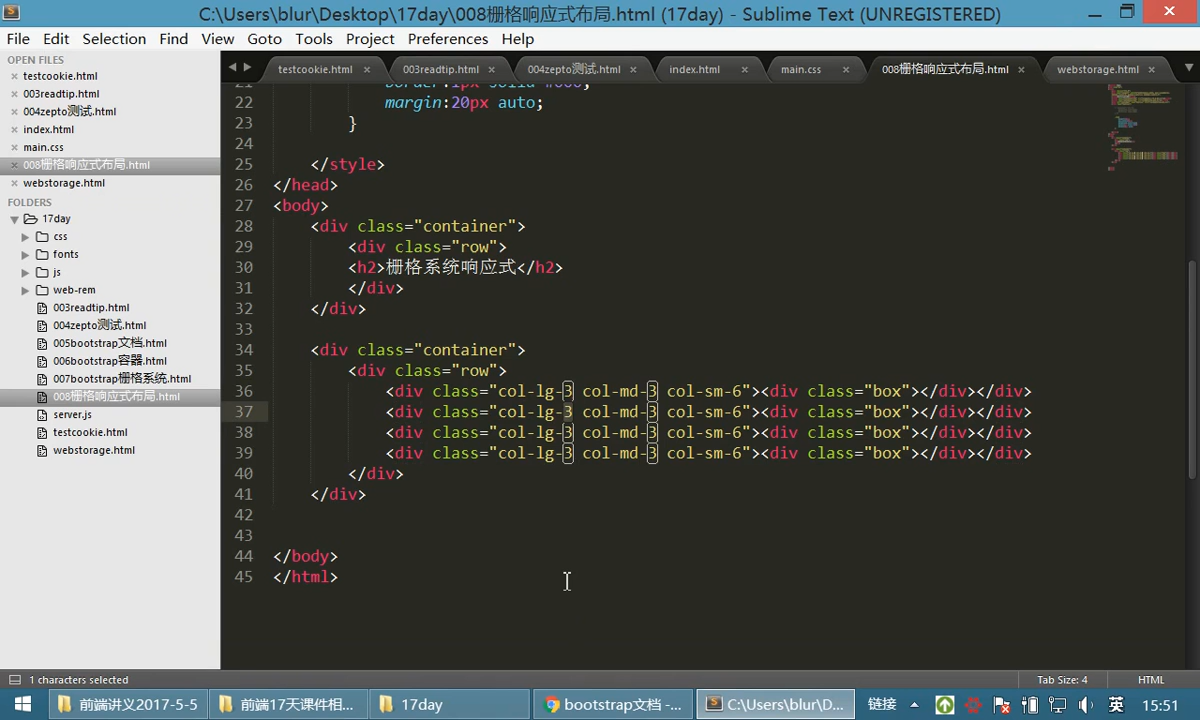 C:\Users\blur\Desktop\17day\008栅格响应式布局.html (17day) - Sublime Text (UNREGISTERED)
File Edit Selection Find View Goto Tools Project Preferences Help
OPEN FILES
testcookie.html
003readtip.html
004zepto测试.html
index.html
main.css
008栅格响应式布局.html
webstorage.html
FOLDERS
17day
css
fonts
js
web-rem
003readtip.html
004zepto测试.html
005bootstrap文档.html
006bootstrap容器.html
007bootstrap栅格系统.html
008栅格响应式布局.html
server.js
testcookie.html
webstorage.html
testcookie.html 003readtip.html 004zepto测试.html index.html main.css 008栅格响应式布局.html webstorage.html
21 border:1px solid #000;
22 margin:20px auto;
23 }
24
25 </style>
26 </head>
27 <body>
28 <div class="container">
29 <div class="row">
30 <h2>栅格系统响应式</h2>
31 </div>
32 </div>
33
34 <div class="container">
35 <div class="row">
36 <div class="col-lg-3 col-md-3 col-sm-6"><div class="box"></div></div>
37 <div class="col-lg-3 col-md-3 col-sm-6"><div class="box"></div></div>
38 <div class="col-lg-3 col-md-3 col-sm-6"><div class="box"></div></div>
39 <div class="col-lg-3 col-md-3 col-sm-6"><div class="box"></div></div>
40 </div>
41 </div>
42
43
44 </body>
45 </html>
1 characters selected Tab Size: 4 HTML
前端讲义2017-5-5 前端17天课件相... 17day bootstrap文档 -... C:\Users\blur\D... 链接 英 15:51